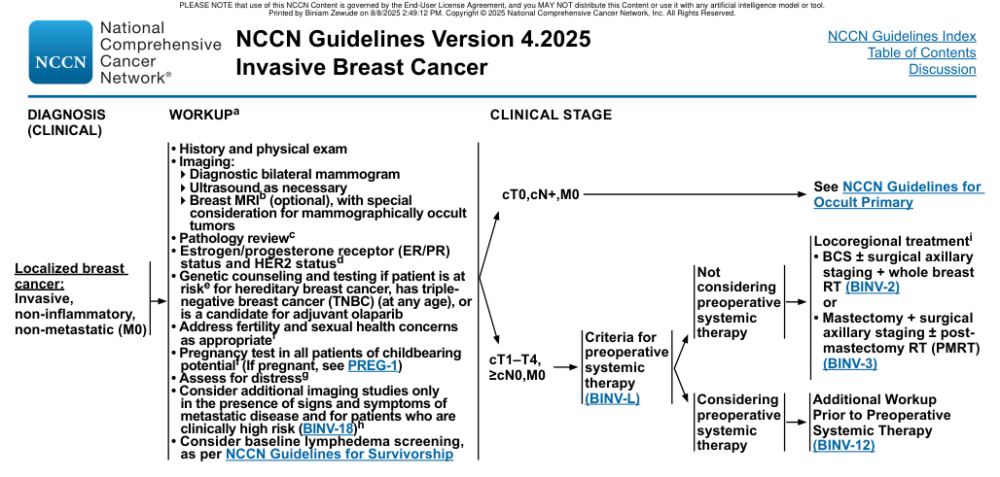 PLEASE NOTE that use of this NCCN Content is governed by the End-User License Agreement, and you MAY NOT distribute this Content or use it with any artificial intelligence model or tool.
Printed by Biniam Zewude on 8/8/2025 2:49:12 PM. Copyright © 2025 National Comprehensive Cancer Network, Inc. All Rights Reserved.
NCCN
National
Comprehensive
Cancer
Network®
NCCN Guidelines Version 4.2025
Invasive Breast Cancer
NCCN Guidelines Index
Table of Contents
Discussion
DIAGNOSIS
(CLINICAL)
WORKUPa
CLINICAL STAGE
Localized breast
cancer:
Invasive,
non-inflammatory,
non-metastatic (M0)
• History and physical exam
• Imaging:
Diagnostic bilateral mammogram
Ultrasound as necessary
Breast MRIb (optional), with special
consideration for mammographically occult
tumors
• Pathology reviewc
• Estrogen/progesterone receptor (ER/PR)
status and HER2 statusd
• Genetic counseling and testing if patient is at
riske for hereditary breast cancer, has triple-
negative breast cancer (TNBC) (at any age), or
is a candidate for adjuvant olaparib
• Address fertility and sexual health concerns
as appropriatef
• Pregnancy test in all patients of childbearing
potentialf (If pregnant, see PREG-1)
• Assess for distressg
• Consider additional imaging studies only
in the presence of signs and symptoms of
metastatic disease and for patients who are
clinically high risk (BINV-18)h
• Consider baseline lymphedema screening,
as per NCCN Guidelines for Survivorship
cT0,cN+,M0
See NCCN Guidelines for
Occult Primary
cT1–T4,
≥cN0,M0
Criteria for
preoperative
systemic
therapy
(BINV-L)
Not
considering
preoperative
systemic
therapy
Locoregional treatmenti
• BCS ± surgical axillary
staging + whole breast
RT (BINV-2)
or
• Mastectomy + surgical
axillary staging ± post-
mastectomy RT (PMRT)
(BINV-3)
Considering
preoperative
systemic
therapy
Additional Workup
Prior to Preoperative
Systemic Therapy
(BINV-12)